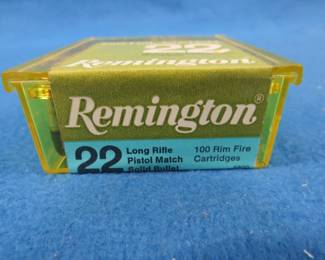 22
Remington
Remington®
22 Long Rifle
Pistol Match
Solid Bullet
100 Rim Fire
Cartridges